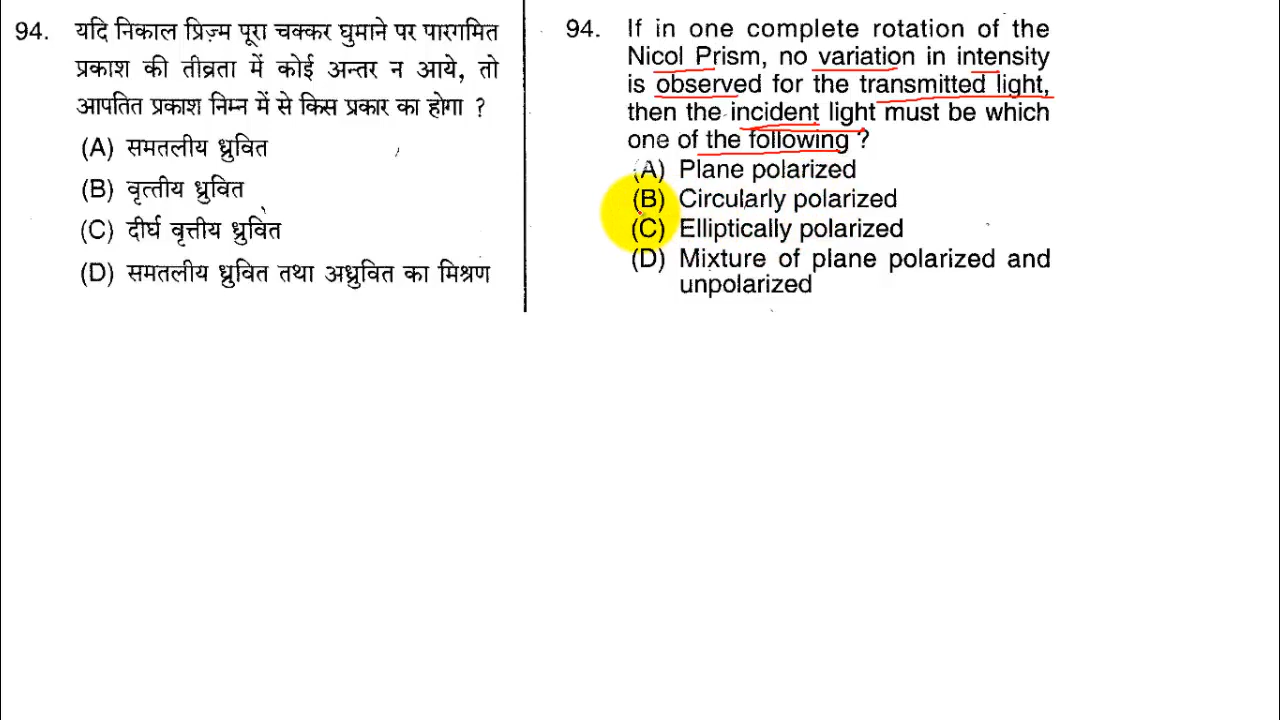 94. यदि निकाल प्रिज़्म पूरा चक्कर घुमाने पर पारगमित
प्रकाश की तीव्रता में कोई अन्तर न आये, तो
आपतित प्रकाश निम्न में से किस प्रकार का होगा ?
(A) समतलीय ध्रुवित
(B) वृत्तीय ध्रुवित
(C) दीर्घ वृत्तीय ध्रुवित
(D) समतलीय ध्रुवित तथा अध्रुवित का मिश्रण
94. If in one complete rotation of the
Nicol Prism, no variation in intensity
is observed for the transmitted light,
then the incident light must be which
one of the following ?
(A) Plane polarized
(B) Circularly polarized
(C) Elliptically polarized
(D) Mixture of plane polarized and
unpolarized